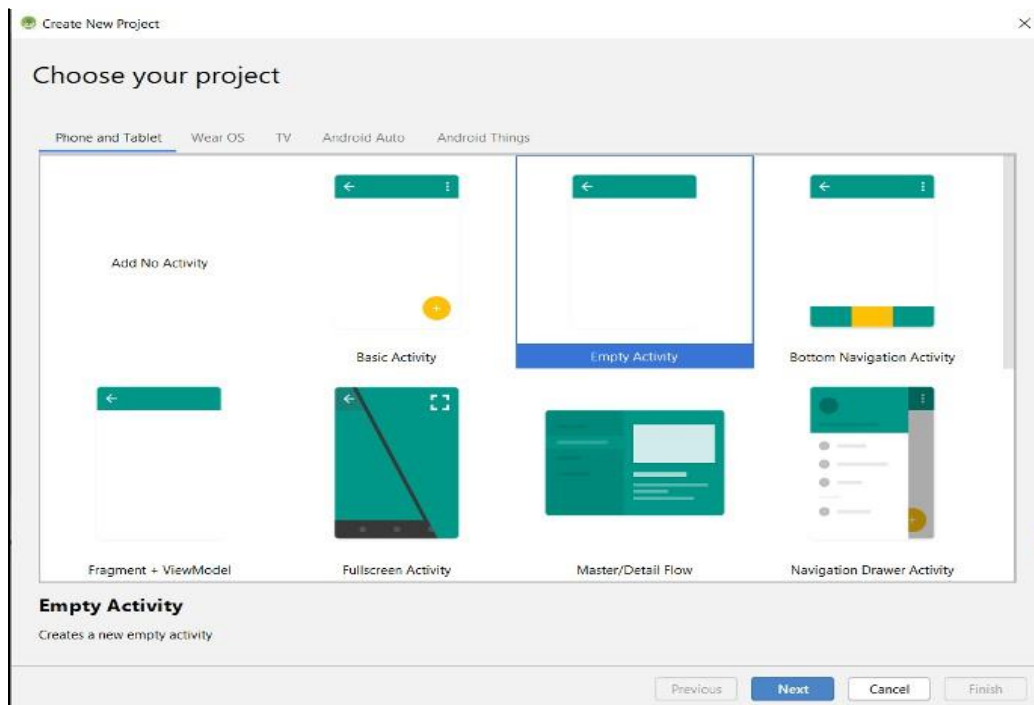 Create New Project
Choose your project
Phone and Tablet Wear OS TV Android Auto Android Things
Add No Activity
Basic Activity
Empty Activity
Bottom Navigation Activity
Fragment + ViewModel
Fullscreen Activity
Master/Detail Flow
Navigation Drawer Activity
Empty Activity
Creates a new empty activity
Previous Next Cancel Finish